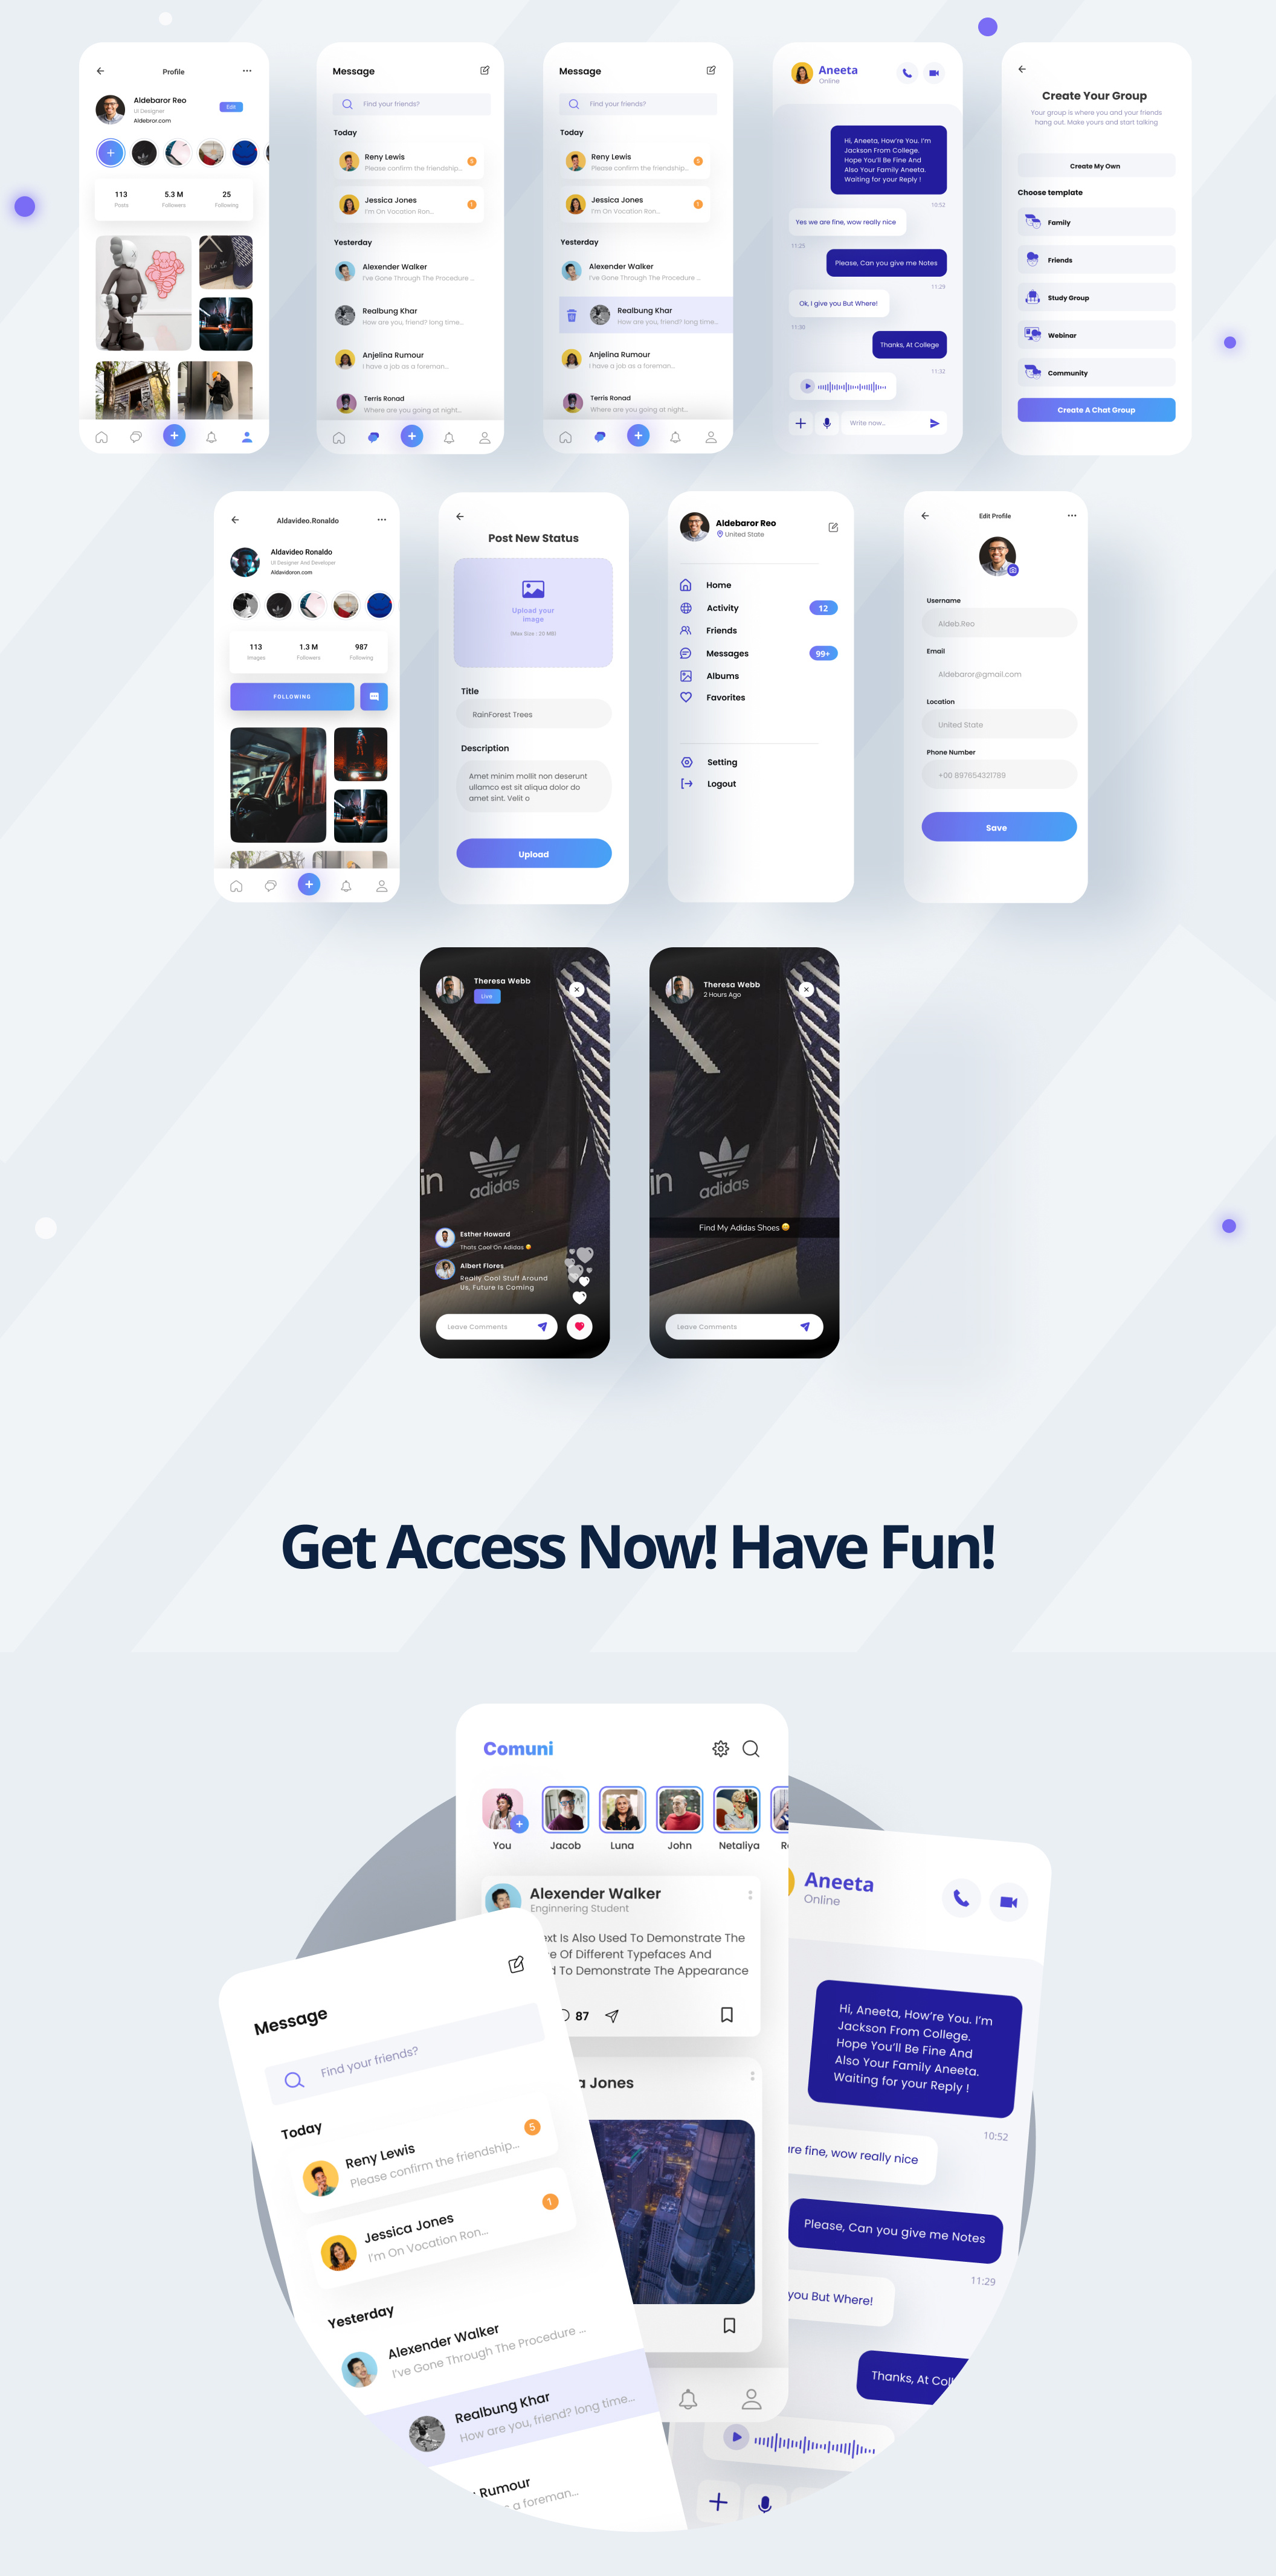 Profile
Aldebaror Reo
UI Designer
Aldebror.com
Edit
113
5.3 M
25
Posts
Followers
Following
Message
Find your friends?
Today
Reny Lewis
Please confirm the friendship...
5
Jessica Jones
I'm On Vocation Ron...
1
Yesterday
Alexender Walker
I've Gone Through The Procedure ...
Realbung Khar
How are you, friend? long time...
Anjelina Rumour
I have a job as a foreman...
Terris Ronad
Where are you going at night...
Message
Find your friends?
Today
Reny Lewis
Please confirm the friendship...
5
Jessica Jones
I'm On Vocation Ron...
1
Yesterday
Alexender Walker
I've Gone Through The Procedure ...
Realbung Khar
How are you, friend? long time...
Anjelina Rumour
I have a job as a foreman...
Terris Ronad
Where are you going at night...
Aneeta
Online
Hi, Aneeta, How're You. I'm
Jackson From College.
Hope You'll Be Fine And
Also Your Family Aneeta.
Waiting for your Reply !
10:52
Yes we are fine, wow really nice
11:25
Please, Can you give me Notes
11:29
Ok, I give you But Where!
11:30
Thanks, At College
11:32
Write now...
Create Your Group
Your group is where you and your friends
hang out. Make yours and start talking
Create My Own
Choose template
Family
Friends
Study Group
Webinar
Community
Create A Chat Group
Aldavideo.Ronaldo
Aldavideo Ronaldo
UI Designer And Developer
Aldavidoron.com
113
1.3 M
987
Images
Followers
Following
FOLLOWING
Post New Status
Upload your
image
(Max Size : 20 MB)
Title
RainForest Trees
Description
Amet minim mollit non deserunt
ullamco est sit aliqua dolor do
amet sint. Velit o
Upload
Aldebaror Reo
United State
Home
Activity
12
Friends
Messages
99+
Albums
Favorites
Setting
Logout
Edit Profile
Username
Aldeb.Reo
Email
Aldebaror@gmail.com
Location
United State
Phone Number
+00 897654321789
Save
Theresa Webb
Live
in
adidas
Esther Howard
Thats Cool On Adidas
Albert Flores
Really Cool Stuff Around
Us, Future Is Coming
Leave Comments
Theresa Webb
2 Hours Ago
in
adidas
Find My Adidas Shoes
Leave Comments
Get Access Now! Have Fun!
Comuni
You
Jacob
Luna
John
Netaliya
Alexender Walker
Enginnering Student
ext Is Also Used To Demonstrate The
e Of Different Typefaces And
d To Demonstrate The Appearance
87
a Jones
Message
Find your friends?
Today
Reny Lewis
Please confirm the friendship...
5
Jessica Jones
I'm On Vocation Ron...
1
Yesterday
Alexender Walker
I've Gone Through The Procedure ...
Realbung Khar
How are you, friend? long time...
Rumour
a foreman...
Aneeta
Online
Hi, Aneeta, How're You. I'm
Jackson From College.
Hope You'll Be Fine And
Also Your Family Aneeta.
Waiting for your Reply !
10:52
are fine, wow really nice
Please, Can you give me Notes
11:29
you But Where!
Thanks, At Coll